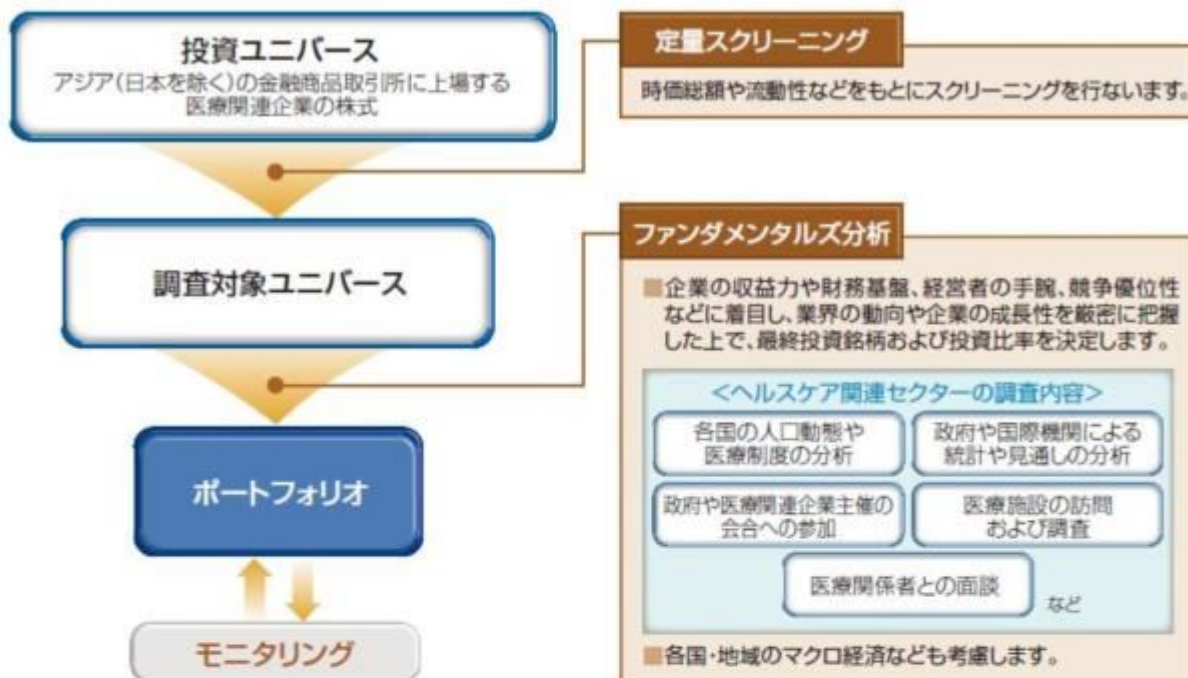 投資ユニバース
アジア(日本を除く)の金融商品取引所に上場する
医療関連企業の株式
定量スクリーニング
時価総額や流動性などをもとにスクリーニングを行ないます。
調査対象ユニバース
ファンダメンタルズ分析
■企業の収益力や財務基盤、経営者の手腕、競争優位性
などに着目し、業界の動向や企業の成長性を厳密に把握
した上で、最終投資銘柄および投資比率を決定します。
<ヘルスケア関連セクターの調査内容>
各国の人口動態や
医療制度の分析
政府や国際機関による
統計や見通しの分析
政府や医療関連企業主催の
会合への参加
医療施設の訪問
および調査
医療関係者との面談
など
■各国・地域のマクロ経済なども考慮します。
ポートフォリオ
モニタリング